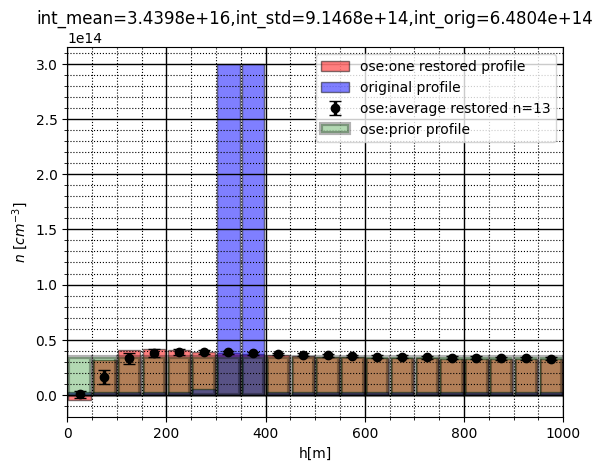 int_mean=3.4398e+16,int_std=9.1468e+14,int_orig=6.4804e+14
1e14
ose:one restored profile
original profile
ose:average restored n=13
ose:prior profile
3.0
2.5
2.0
1.5
1.0
0.5
0.0
n [cm⁻³]
0 200 400 600 800 1000
h[m]